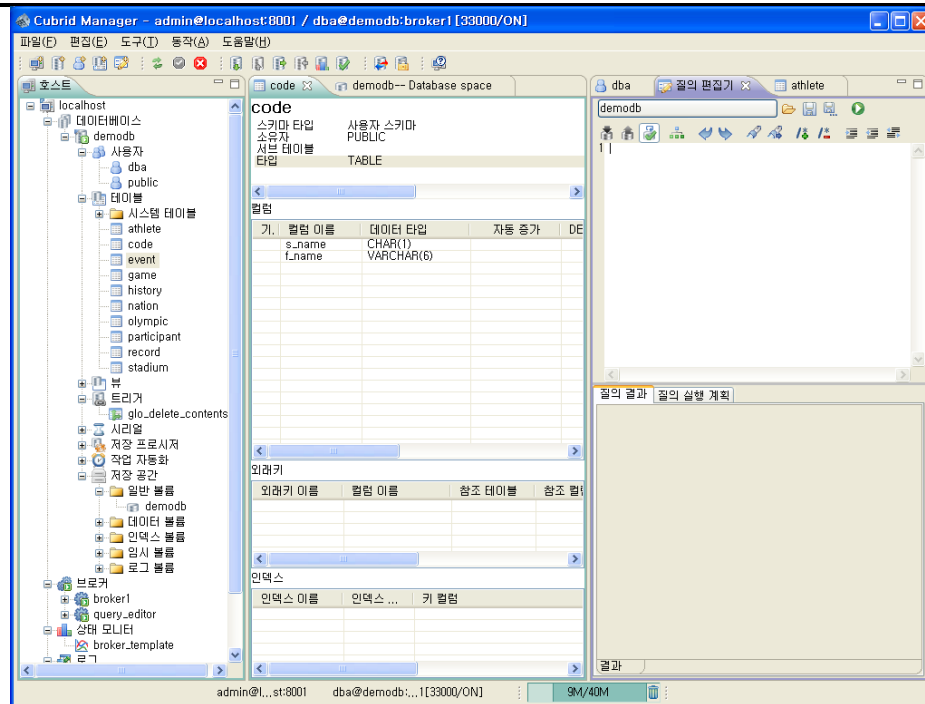 Cubrid Manager - admin@localhost:8001 / dba@demodb:broker1[33000/ON]
파일(F) 편집(E) 도구(T) 동작(A) 도움말(H)
호스트
localhost
데이터베이스
demodb
사용자
dba
public
테이블
시스템 테이블
athlete
code
event
game
history
nation
olympic
participant
record
stadium
뷰
트리거
glo_delete_contents
시리얼
저장 프로시저
작업 자동화
저장 공간
일반 볼륨
demodb
데이터 볼륨
인덱스 볼륨
임시 볼륨
로그 볼륨
브로커
broker1
query_editor
상태 모니터
broker_template
로그
code demodb-- Database space
code
스키마 타입 사용자 스키마
소유자 PUBLIC
서브 테이블
타입 TABLE
컬럼
기. 컬럼 이름 데이터 타입 자동 증가 DE
s_name CHAR(1)
f_name VARCHAR(6)
외래키
외래키 이름 컬럼 이름 참조 테이블 참조 컬럼
인덱스
인덱스 이름 인덱스 ... 키 컬럼
dba 질의 편집기 athlete
demodb
1
질의 결과 질의 실행 계획
결과
admin@l...st:8001 dba@demodb:...1[33000/ON] 9M/40M